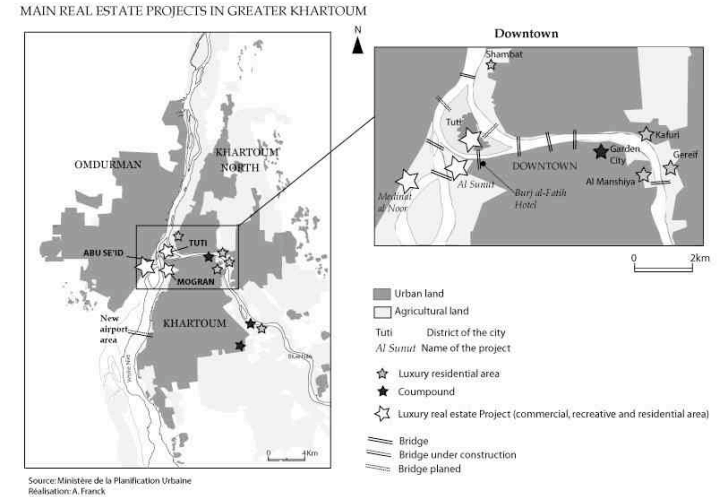 MAIN REAL ESTATE PROJECTS IN GREATER KHARTOUM
OMDURMAN
KHARTOUM
NORTH
ABU SE'ID
TUTI
MOGRAN
KHARTOUM
New
airport
area
White Nile
Blue Nile
0 4Km
N
Downtown
Shambat
Tuti
Kafuri
Garden
City
Gereif
DOWNTOWN
Al Manshiya
Al Sunut
Burj al-Fatih
Hotel
Medinat
al Noor
0 2km
Urban land
Agricultural land
Tuti District of the city
Al Sunut Name of the project
Luxury residential area
Coumpound
Luxury real estate Project (commercial, recreative and residential area)
Bridge
Bridge under construction
Bridge planed
Source: Ministère de la Planification Urbaine
Réalisation: A. Franck